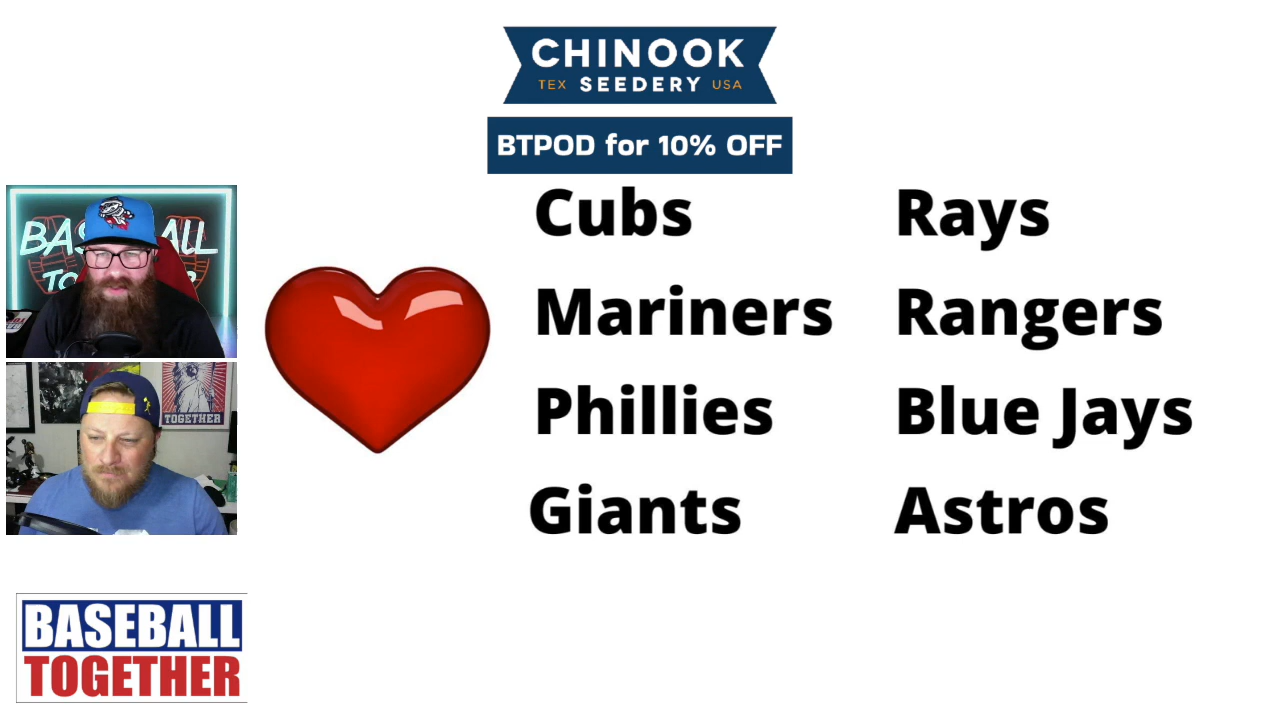 CHINOOK
TEX SEEDERY USA
BTPOD for 10% OFF
Cubs Rays
Mariners Rangers
Phillies Blue Jays
Giants Astros
TOGETHER
BASEBALL
TOGETHER